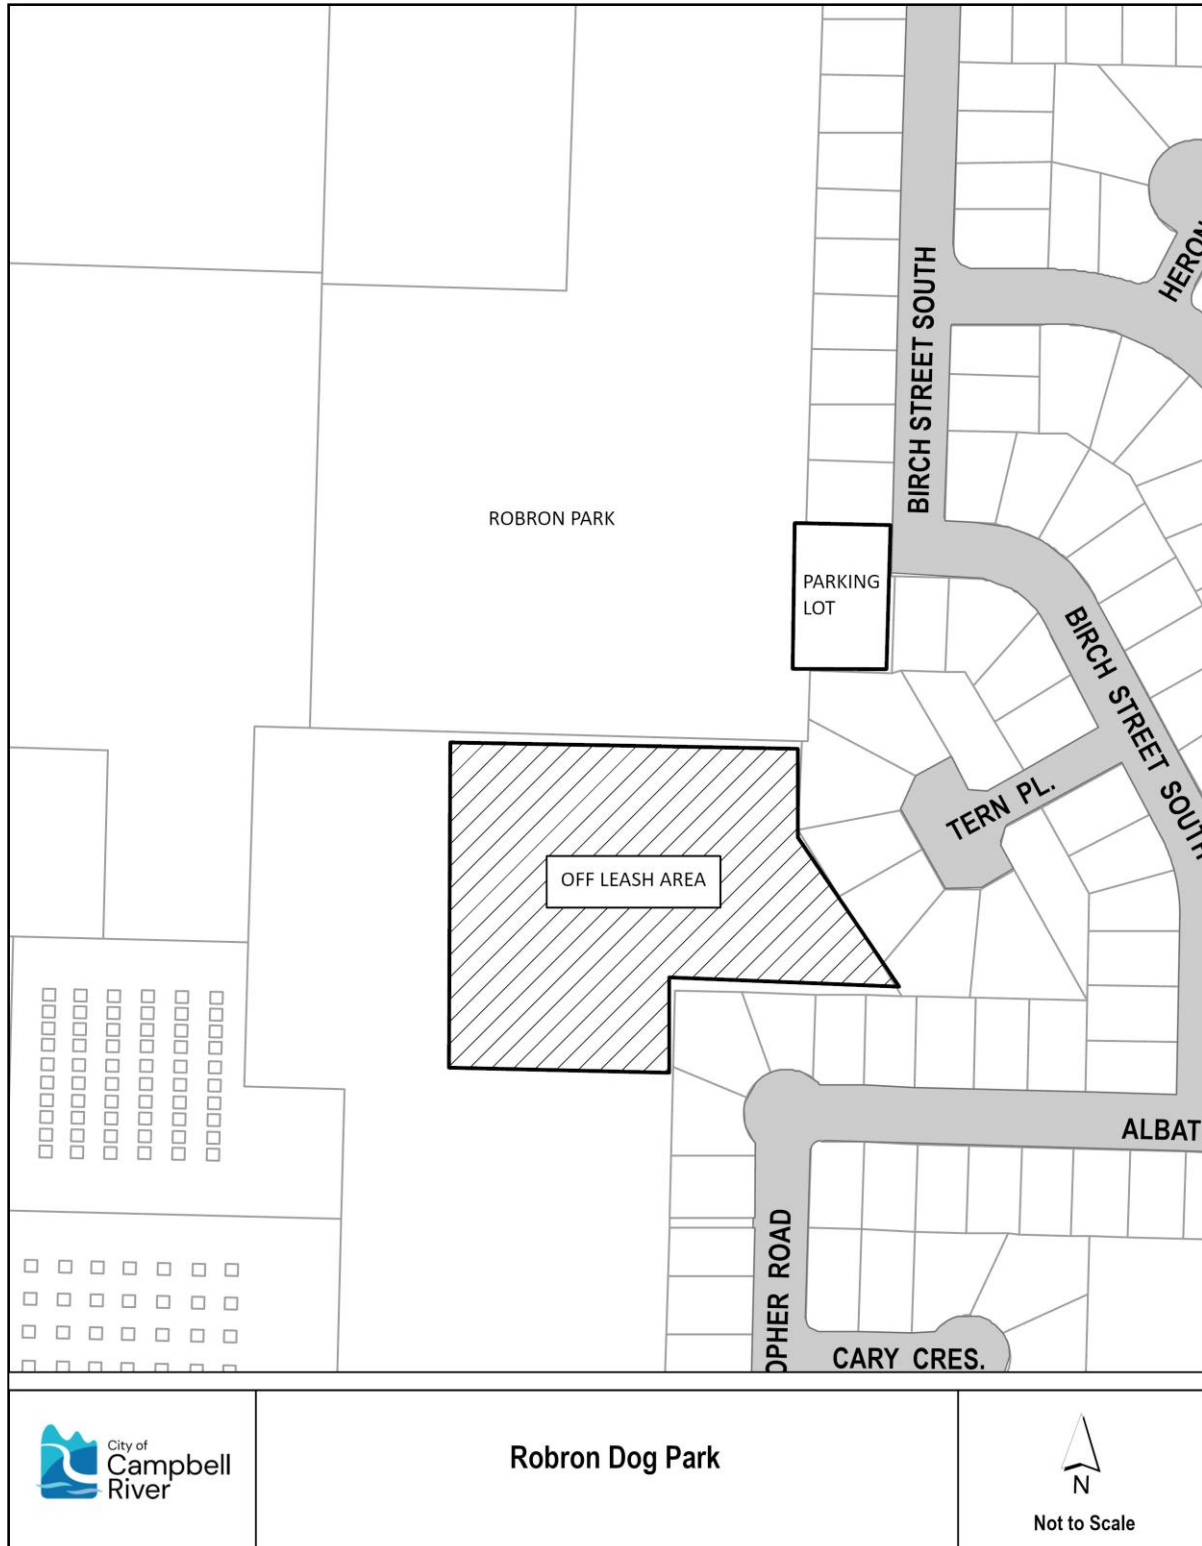 HERON
BIRCH STREET SOUTH
ROBRON PARK
PARKING
LOT
BIRCH STREET SOUTH
TERN PL.
OFF LEASH AREA
ALBAT
OPHER ROAD
CARY CRES.
City of
Campbell
River
Robron Dog Park
N
Not to Scale